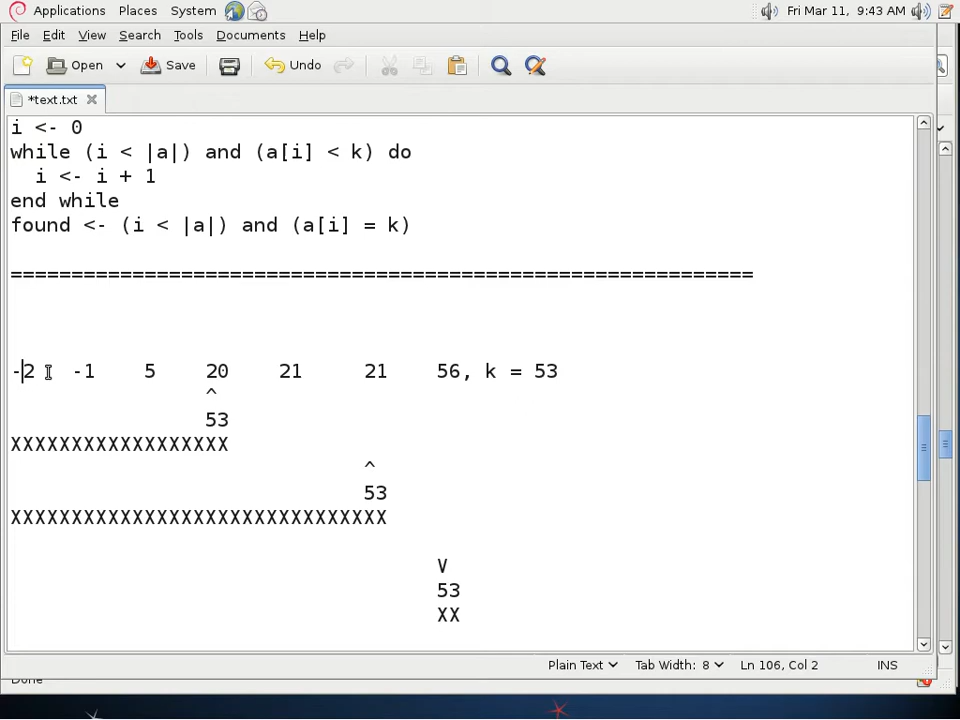 Applications Places System Fri Mar 11, 9:43 AM
File Edit View Search Tools Documents Help
Open Save Undo
*text.txt
i <- 0
while (i < |a|) and (a[i] < k) do
  i <- i + 1
end while
found <- (i < |a|) and (a[i] = k)
=============================================================
-2 -1 5 20 21 21 56, k = 53
^
53
XXXXXXXXXXXXXXXXXX
^
53
XXXXXXXXXXXXXXXXXXXXXXXXXXXXXXX
V
53
XX
Plain Text Tab Width: 8 Ln 106, Col 2 INS
Done